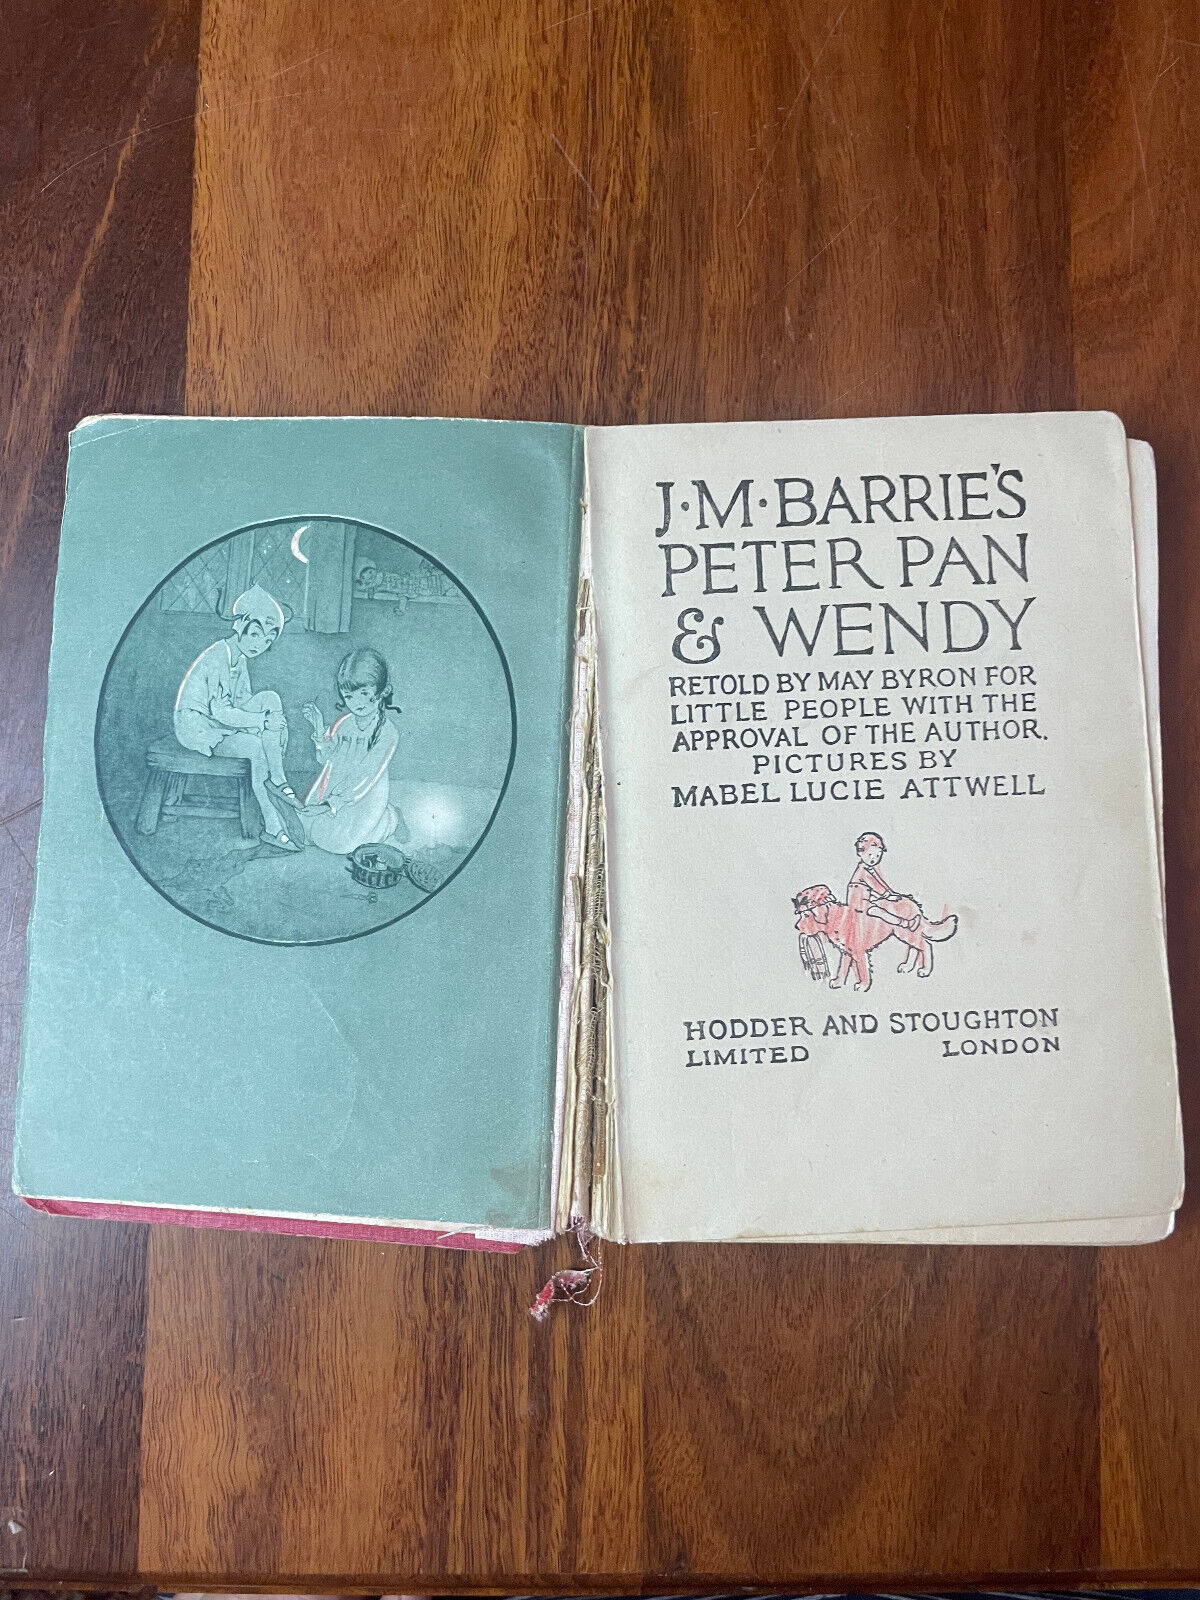 J·M·BARRIE'S
PETER PAN
& WENDY
RETOLD BY MAY BYRON FOR
LITTLE PEOPLE WITH THE
APPROVAL OF THE AUTHOR.
PICTURES BY
MABEL LUCIE ATTWELL
HODDER AND STOUGHTON
LIMITED LONDON